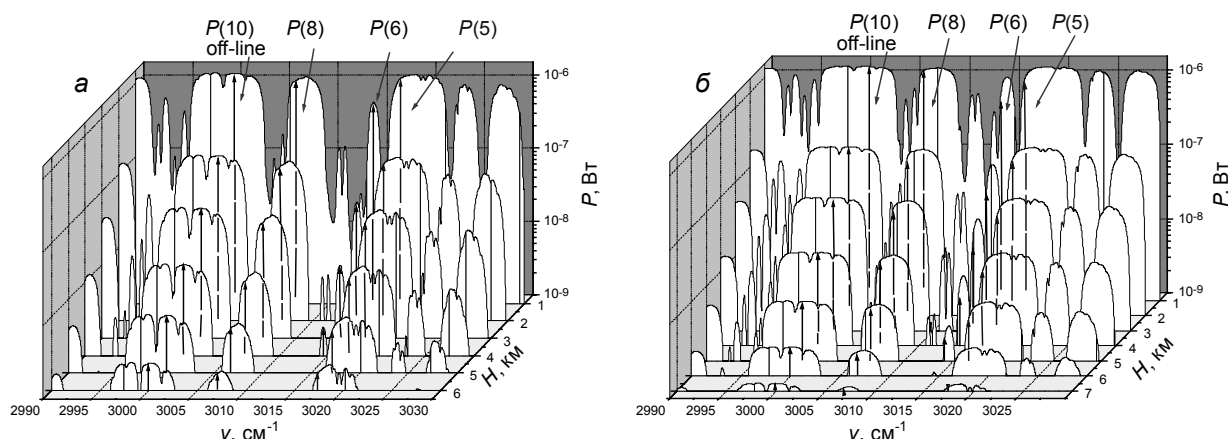 P(10)
off-line
P(8)
P(6)
P(5)
а
10⁻⁶
10⁻⁷
10⁻⁸
10⁻⁹
P, Вт
1
2
3
4
5
6
H, км
2990 2995 3000 3005 3010 3015 3020 3025 3030
ν, см⁻¹
P(10)
off-line
P(8)
P(6)
P(5)
б
10⁻⁶
10⁻⁷
10⁻⁸
10⁻⁹
P, Вт
1
2
3
4
5
6
7
H, км
2990 2995 3000 3005 3010 3015 3020 3025
ν, см⁻¹